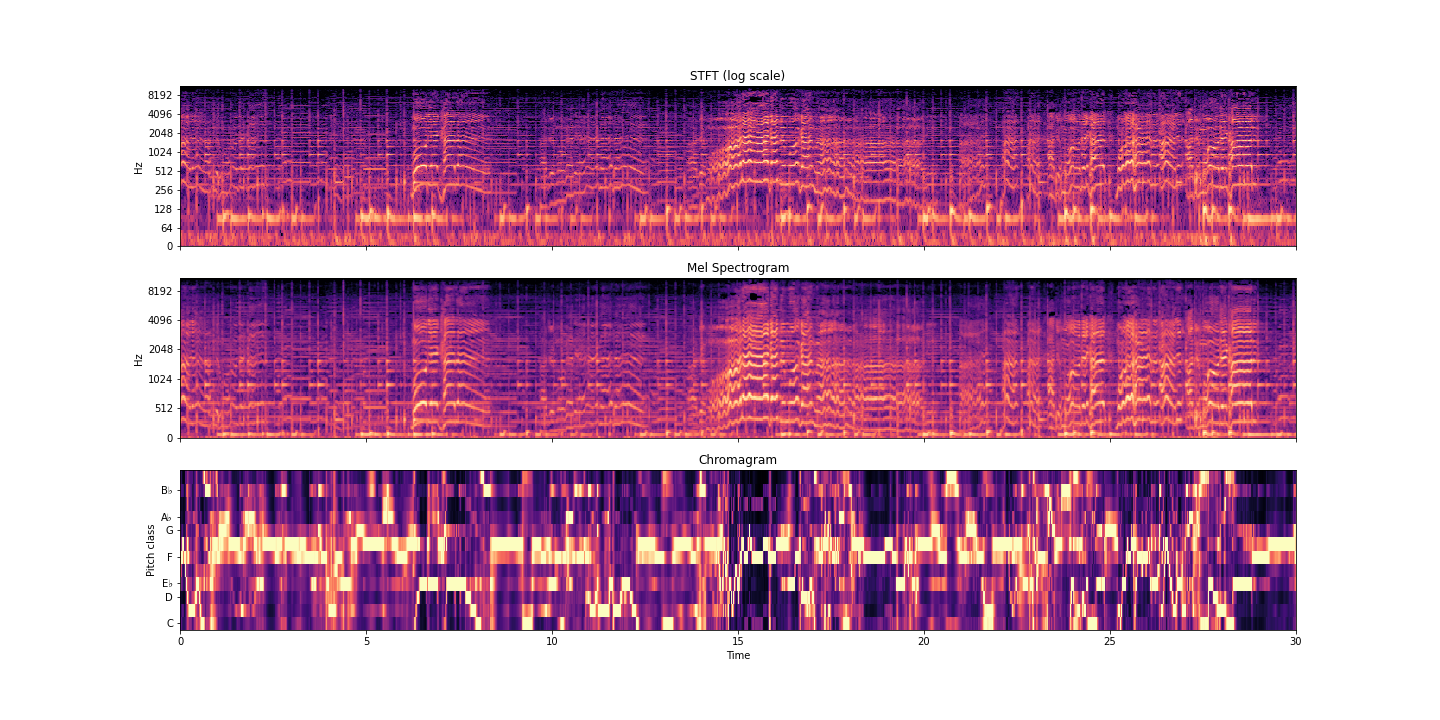 STFT (log scale)
8192
4096
2048
1024
512
256
128
64
0
Hz
Mel Spectrogram
8192
4096
2048
1024
512
0
Hz
Chromagram
B♭
A♭
G
F
E♭
D
C
Pitch class
0 5 10 15 20 25 30
Time